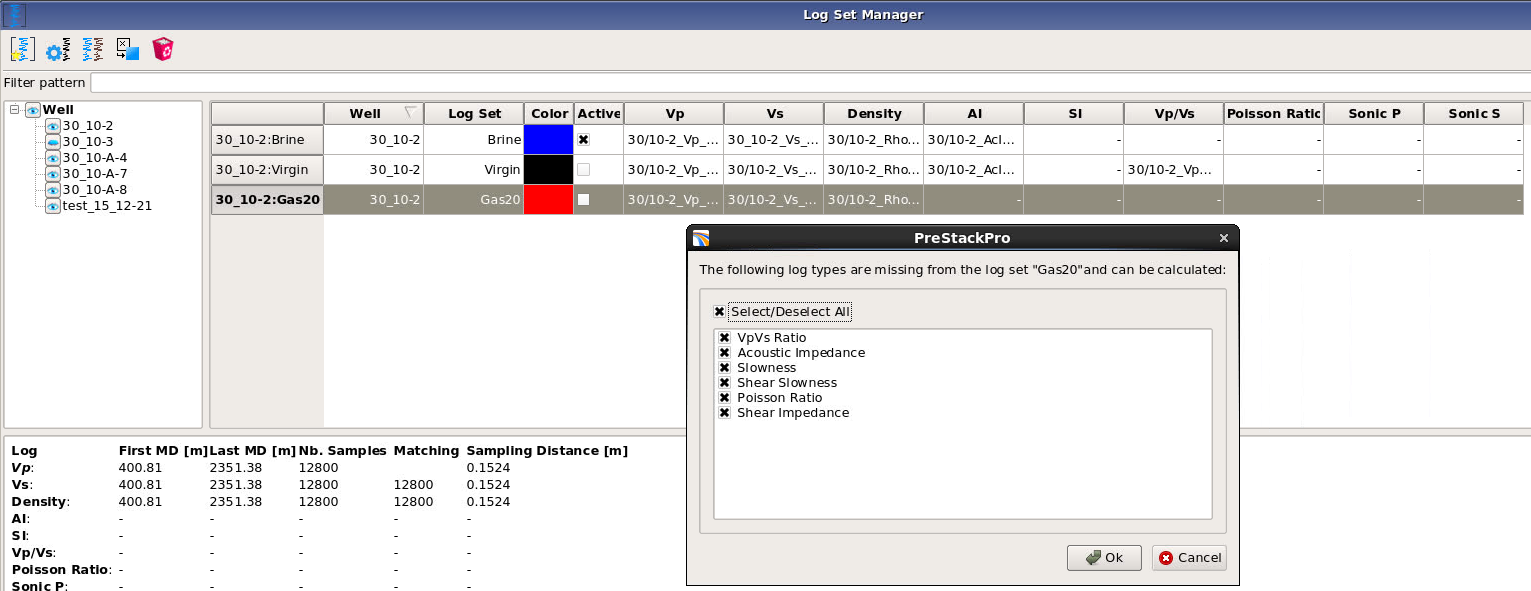 Log Set Manager
Filter pattern
Well
30_10-2
30_10-3
30_10-A-4
30_10-A-7
30_10-A-8
test_15_12-21
Well Log Set Color Active Vp Vs Density AI SI Vp/Vs Poisson Ratio Sonic P Sonic S
30_10-2:Brine 30_10-2 Brine 30/10-2_Vp_... 30_10-2_Vs_... 30/10-2_Rho... 30/10-2_AcI... - - - - -
30_10-2:Virgin 30_10-2 Virgin 30/10-2_Vp_... 30/10-2_Vs_... 30/10-2_Rho... 30/10-2_AcI... - 30/10-2_Vp... - - -
30_10-2:Gas20 30_10-2 Gas20 30/10-2_Vp_... 30/10-2_Vs_... 30/10-2_Rho... - - - - - -
PreStackPro
The following log types are missing from the log set "Gas20"and can be calculated:
Select/Deselect All
VpVs Ratio
Acoustic Impedance
Slowness
Shear Slowness
Poisson Ratio
Shear Impedance
Ok Cancel
Log First MD [m] Last MD [m] Nb. Samples Matching Sampling Distance [m]
Vp: 400.81 2351.38 12800 0.1524
Vs: 400.81 2351.38 12800 12800 0.1524
Density: 400.81 2351.38 12800 12800 0.1524
AI: - - - - -
SI: - - - - -
Vp/Vs: - - - - -
Poisson Ratio: - - - - -
Sonic P: - - - - -